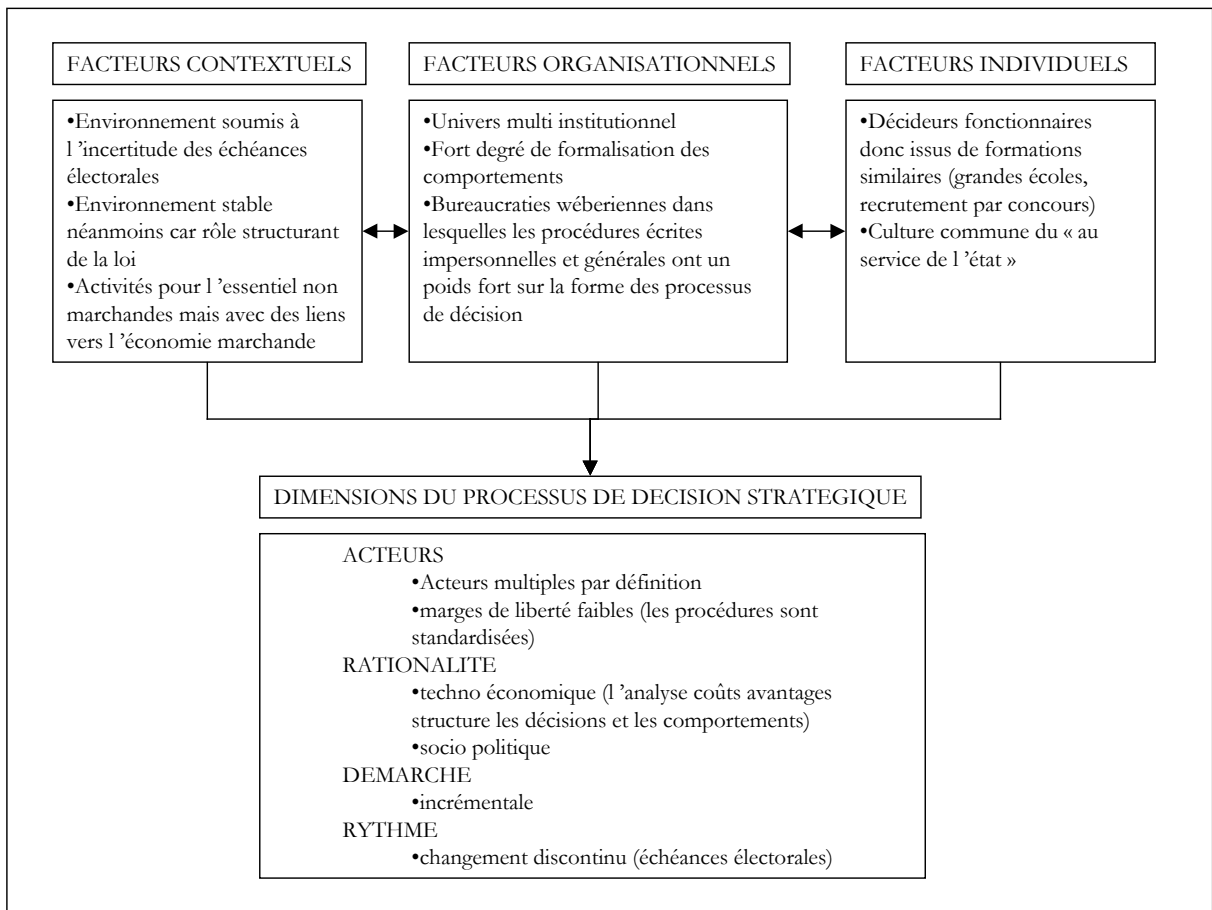 FACTEURS CONTEXTUELS
•Environnement soumis à
l ’incertitude des échéances
électorales
•Environnement stable
néanmoins car rôle structurant
de la loi
•Activités pour l ’essentiel non
marchandes mais avec des liens
vers l ’économie marchande
FACTEURS ORGANISATIONNELS
•Univers multi institutionnel
•Fort degré de formalisation des
comportements
•Bureaucraties wéberiennes dans
lesquelles les procédures écrites
impersonnelles et générales ont un
poids fort sur la forme des processus
de décision
FACTEURS INDIVIDUELS
•Décideurs fonctionnaires
donc issus de formations
similaires (grandes écoles,
recrutement par concours)
•Culture commune du « au
service de l ’état »
DIMENSIONS DU PROCESSUS DE DECISION STRATEGIQUE
ACTEURS
•Acteurs multiples par définition
•marges de liberté faibles (les procédures sont
standardisées)
RATIONALITE
•techno économique (l ’analyse coûts avantages
structure les décisions et les comportements)
•socio politique
DEMARCHE
•incrémentale
RYTHME
•changement discontinu (échéances électorales)